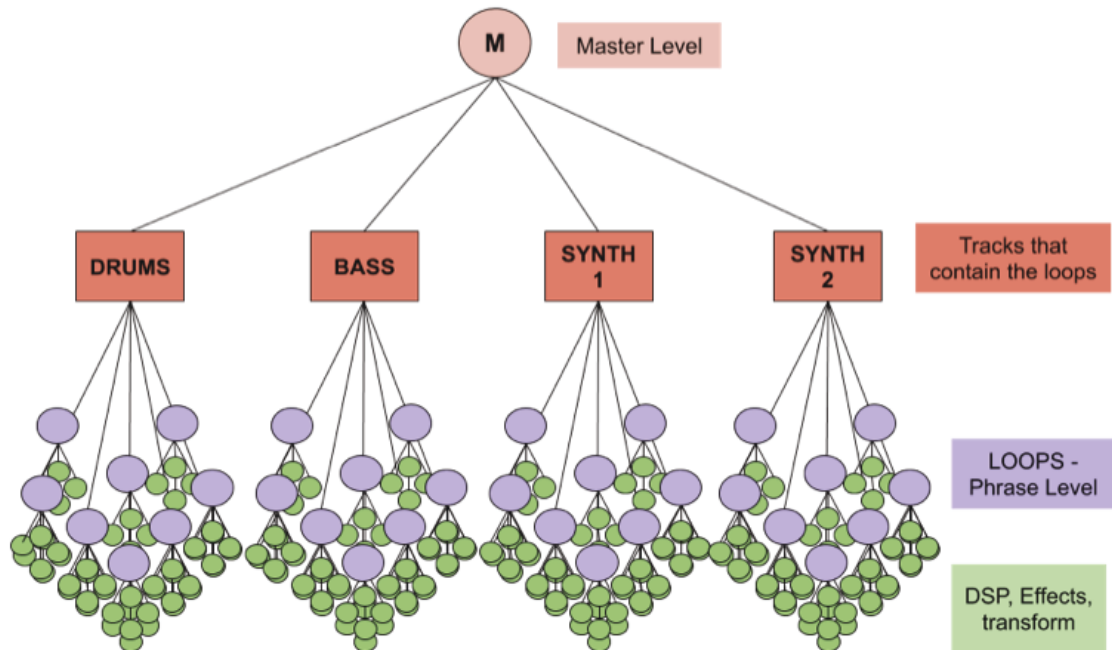 M
Master Level
DRUMS
BASS
SYNTH
1
SYNTH
2
Tracks that
contain the loops
LOOPS -
Phrase Level
DSP, Effects,
transform